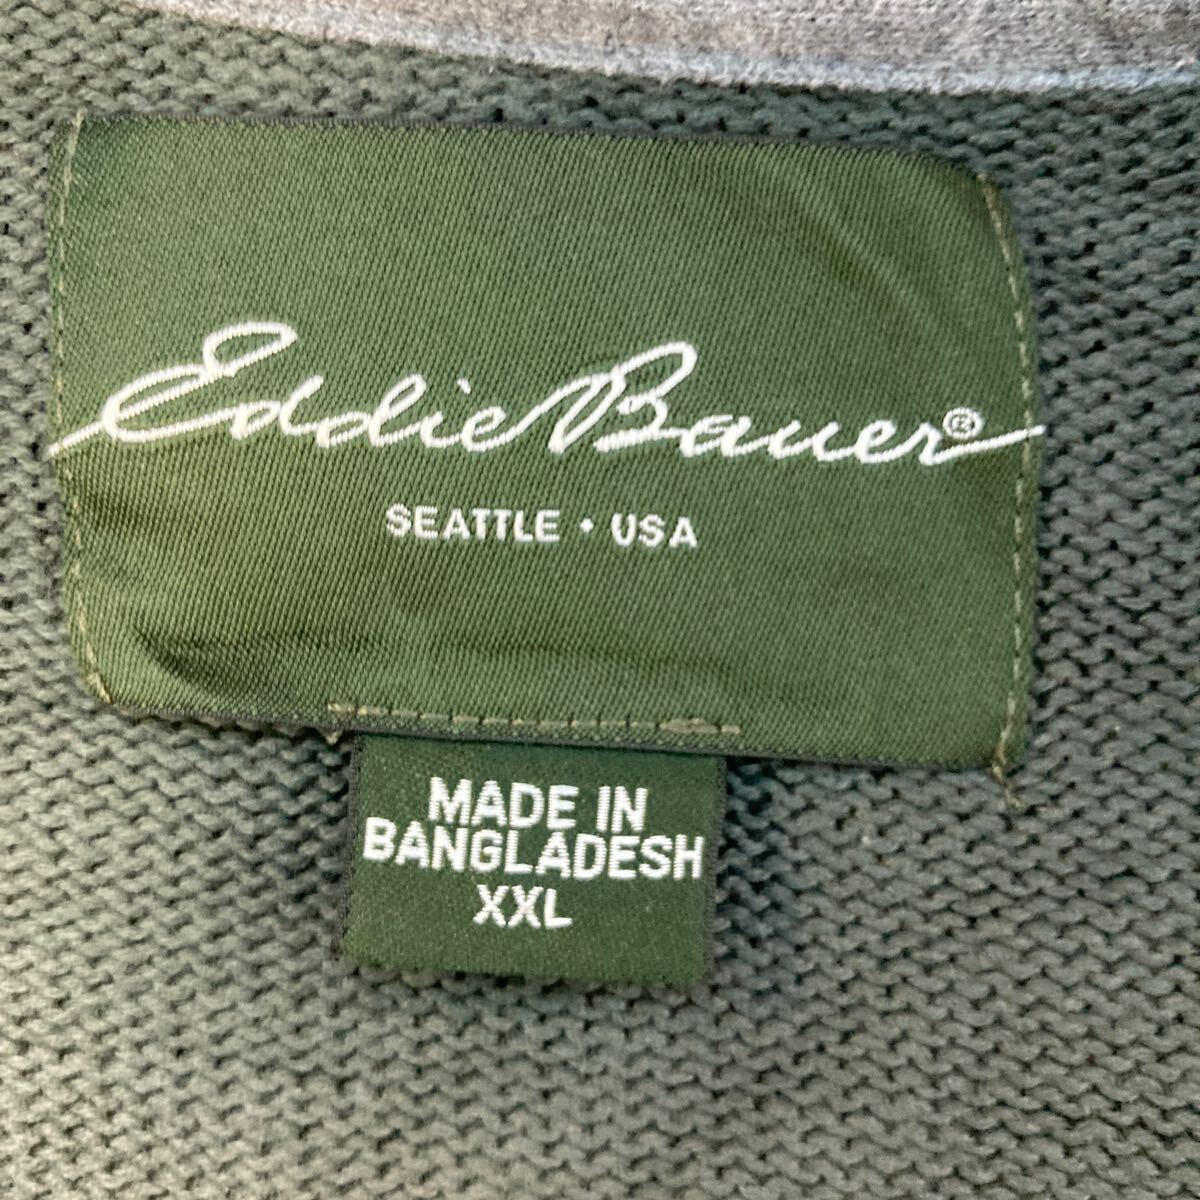 Eddie Bauer®
SEATTLE • USA
MADE IN
BANGLADESH
XXL